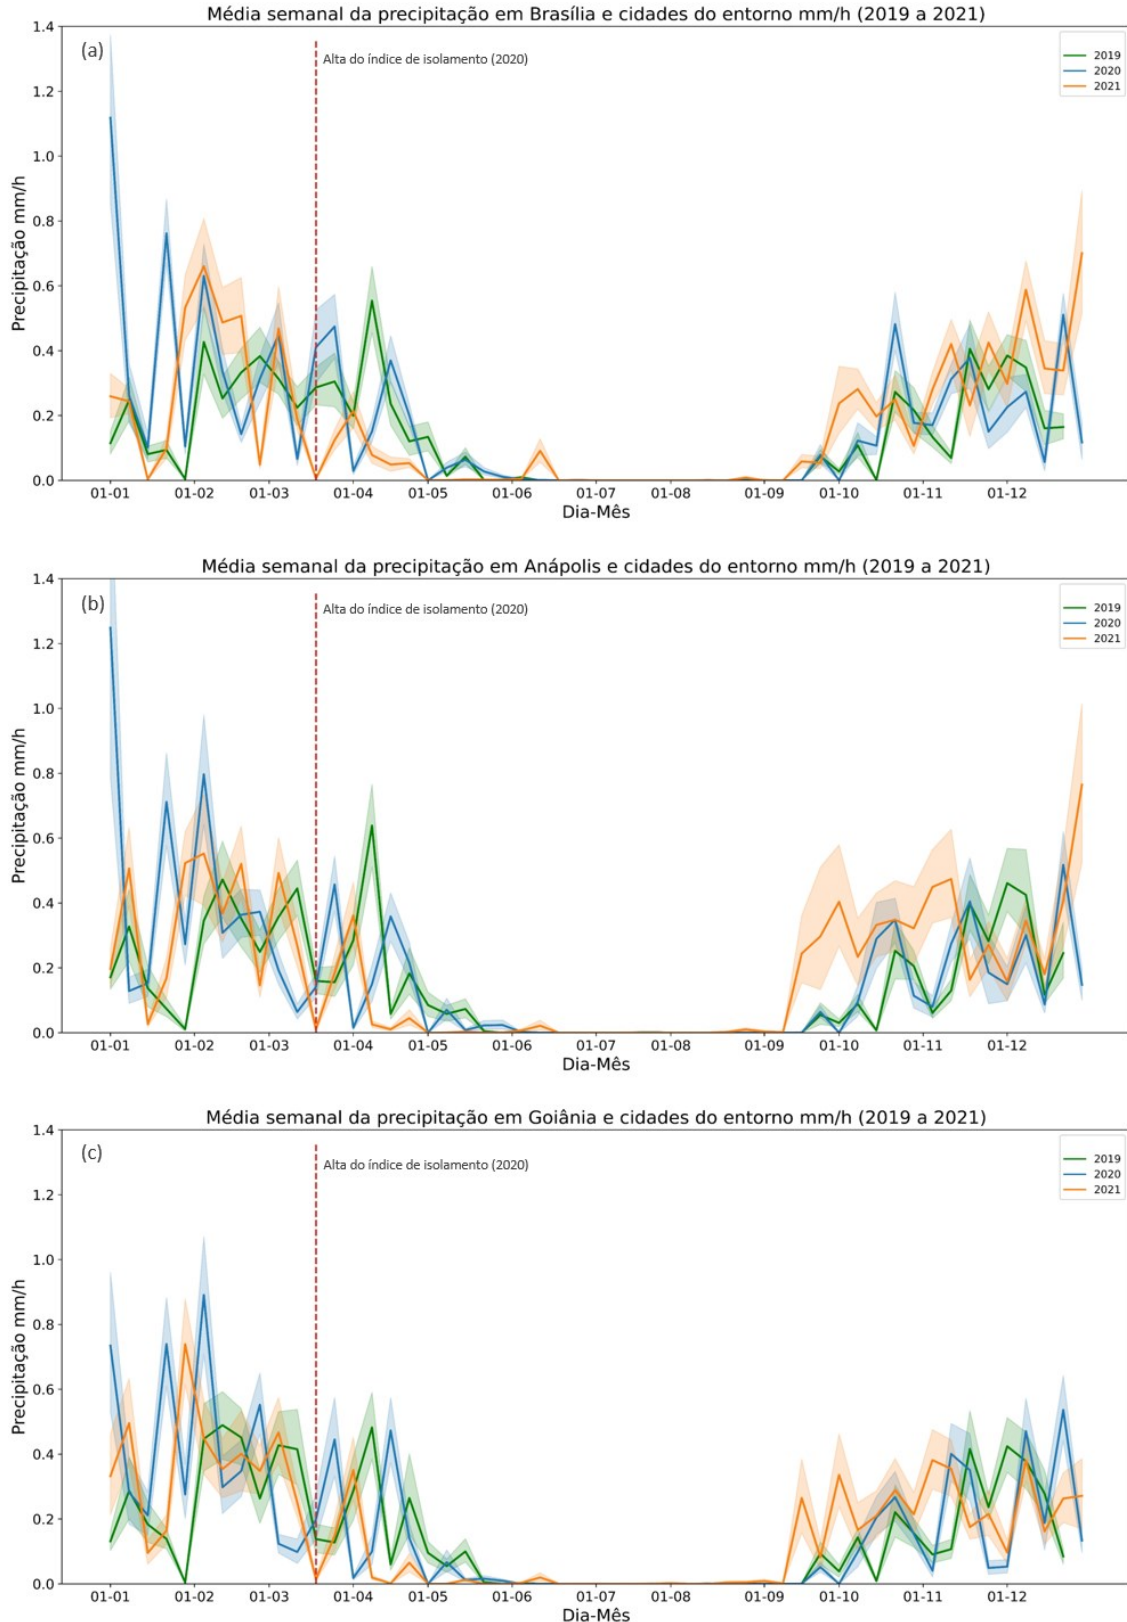 Média semanal da precipitação em Brasília e cidades do entorno mm/h (2019 a 2021)
(a)
Alta do índice de isolamento (2020)
2019
2020
2021
1.4
1.2
1.0
0.8
0.6
0.4
0.2
0.0
Precipitação mm/h
01-01 01-02 01-03 01-04 01-05 01-06 01-07 01-08 01-09 01-10 01-11 01-12
Dia-Mês
Média semanal da precipitação em Anápolis e cidades do entorno mm/h (2019 a 2021)
(b)
Alta do índice de isolamento (2020)
2019
2020
2021
1.4
1.2
1.0
0.8
0.6
0.4
0.2
0.0
Precipitação mm/h
01-01 01-02 01-03 01-04 01-05 01-06 01-07 01-08 01-09 01-10 01-11 01-12
Dia-Mês
Média semanal da precipitação em Goiânia e cidades do entorno mm/h (2019 a 2021)
(c)
Alta do índice de isolamento (2020)
2019
2020
2021
1.4
1.2
1.0
0.8
0.6
0.4
0.2
0.0
Precipitação mm/h
01-01 01-02 01-03 01-04 01-05 01-06 01-07 01-08 01-09 01-10 01-11 01-12
Dia-Mês